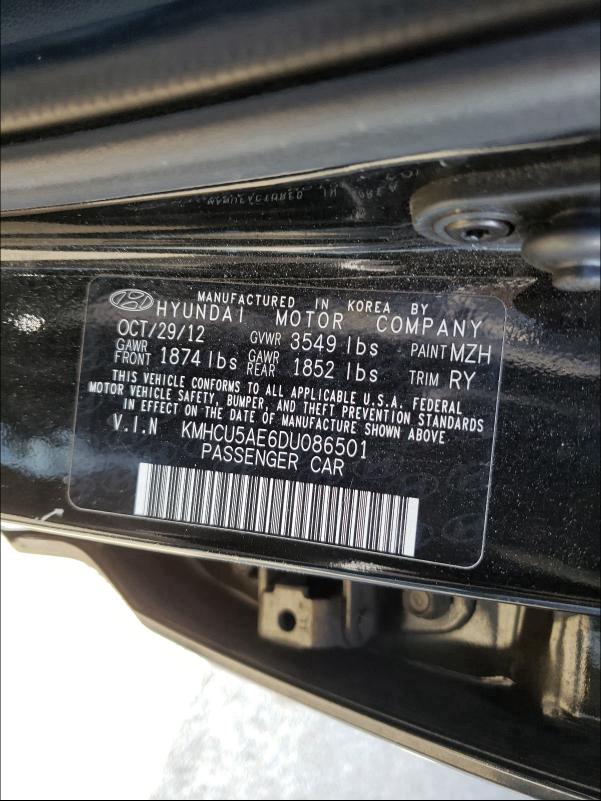 MANUFACTURED IN KOREA BY
HYUNDAI MOTOR COMPANY
OCT/29/12 GVWR 3549 lbs PAINT MZH
GAWR FRONT 1874 lbs GAWR REAR 1852 lbs TRIM RY
THIS VEHICLE CONFORMS TO ALL APPLICABLE U.S.A. FEDERAL
MOTOR VEHICLE SAFETY, BUMPER, AND THEFT PREVENTION STANDARDS
IN EFFECT ON THE DATE OF MANUFACTURE SHOWN ABOVE.
V.I.N KMHCU5AE6DU086501
PASSENGER CAR